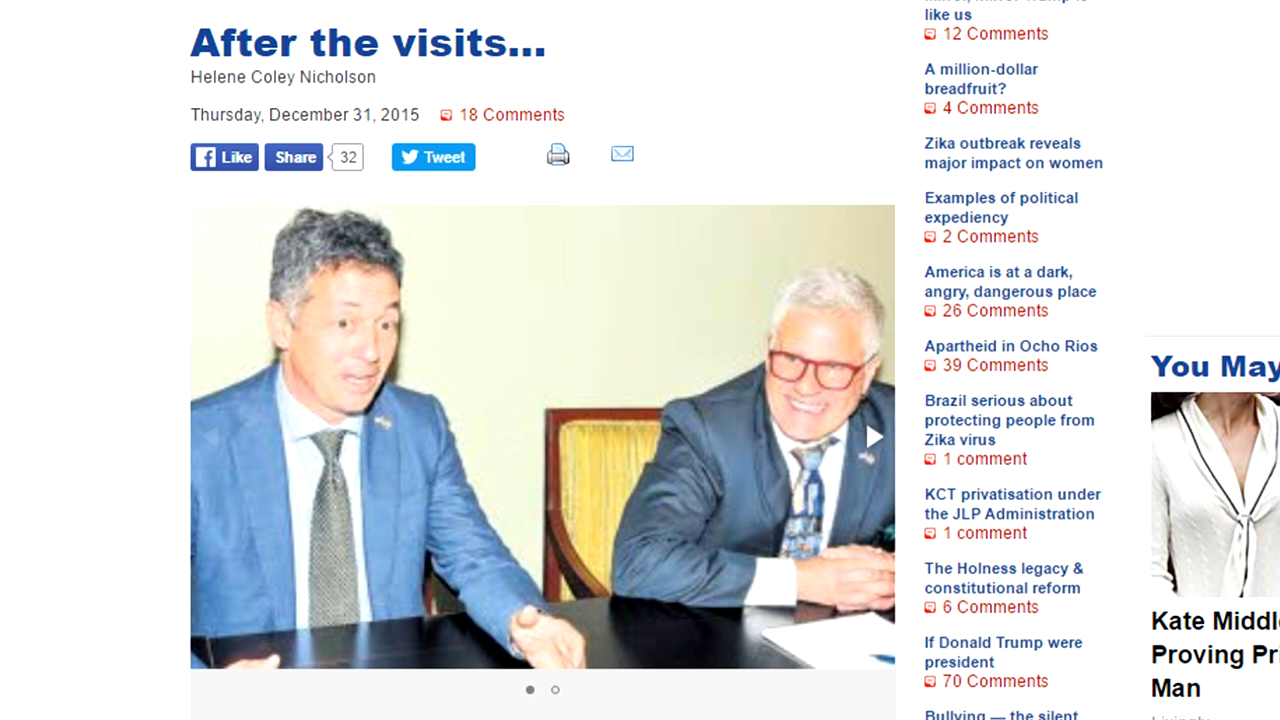 After the visits...
Helene Coley Nicholson
Thursday, December 31, 2015 18 Comments
Like Share 32 Tweet
like us
12 Comments
A million-dollar
breadfruit?
4 Comments
Zika outbreak reveals
major impact on women
Examples of political
expediency
2 Comments
America is at a dark,
angry, dangerous place
26 Comments
Apartheid in Ocho Rios
39 Comments
Brazil serious about
protecting people from
Zika virus
1 comment
KCT privatisation under
the JLP Administration
1 comment
The Holness legacy &
constitutional reform
6 Comments
If Donald Trump were
president
70 Comments
Bullying — the silent
You May
Kate Middl
Proving Pri
Man